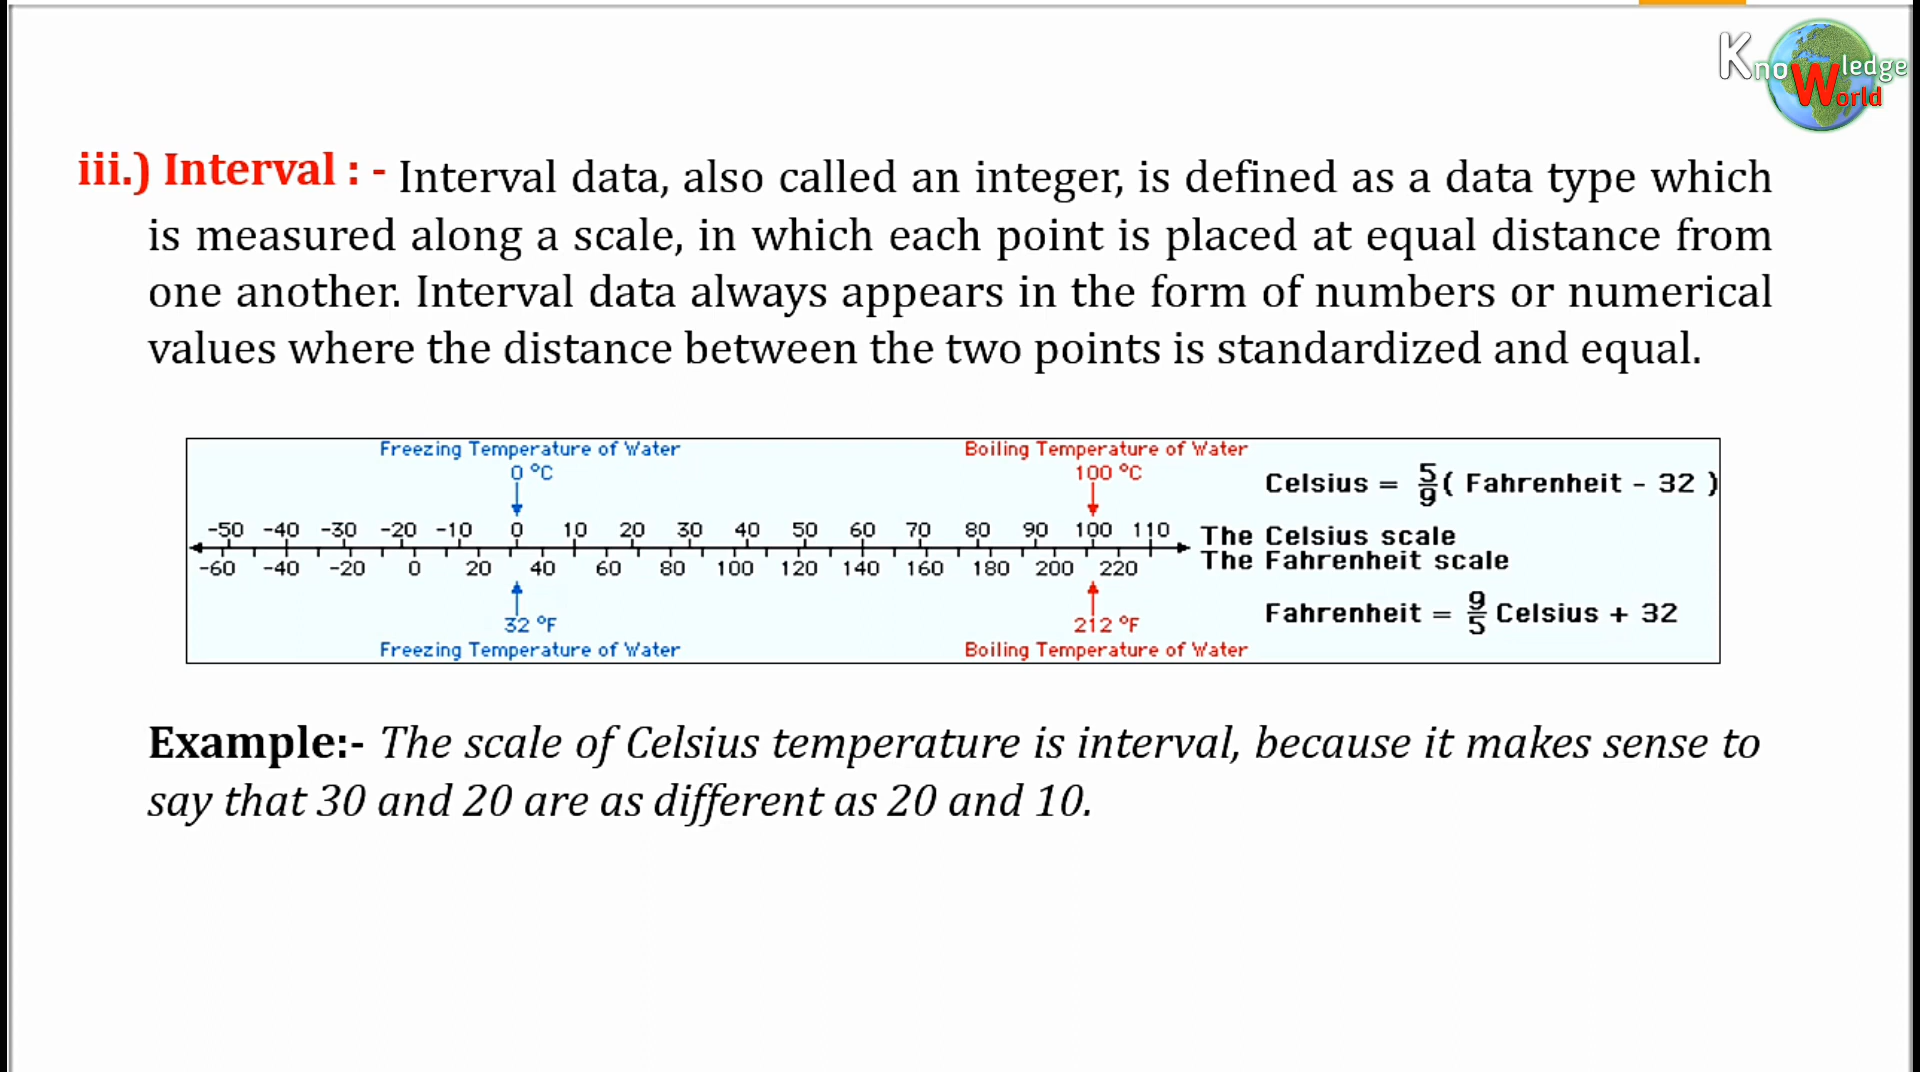 Knowledge
World
iii.) Interval : - Interval data, also called an integer, is defined as a data type which
is measured along a scale, in which each point is placed at equal distance from
one another. Interval data always appears in the form of numbers or numerical
values where the distance between the two points is standardized and equal.
Freezing Temperature of Water
0 °C
Boiling Temperature of Water
100 °C
Celsius = 5/9 ( Fahrenheit - 32 )
-50 -40 -30 -20 -10 0 10 20 30 40 50 60 70 80 90 100 110
The Celsius scale
-60 -40 -20 0 20 40 60 80 100 120 140 160 180 200 220
The Fahrenheit scale
32 °F
Freezing Temperature of Water
212 °F
Boiling Temperature of Water
Fahrenheit = 9/5 Celsius + 32
Example:- The scale of Celsius temperature is interval, because it makes sense to
say that 30 and 20 are as different as 20 and 10.